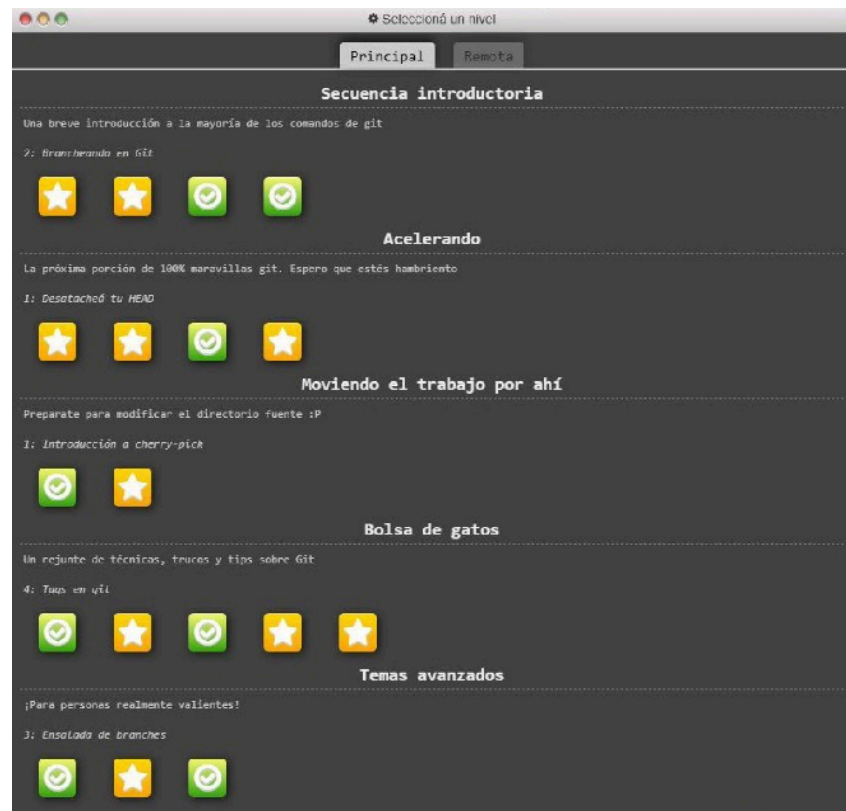 Seleccioná un nivel
Principal
Remota
Secuencia introductoria
Una breve introducción a la mayoría de los comandos de git
2: Brancheando en Git
Acelerando
La próxima porción de 100% maravillas git. Espero que estés hambriento
1: Desatacheá tu HEAD
Moviendo el trabajo por ahí
Preparate para modificar el directorio fuente :P
1: Introducción a cherry-pick
Bolsa de gatos
Un rejunte de técnicas, trucos y tips sobre Git
4: Tags en git
Temas avanzados
¡Para personas realmente valientes!
3: Ensalada de branches